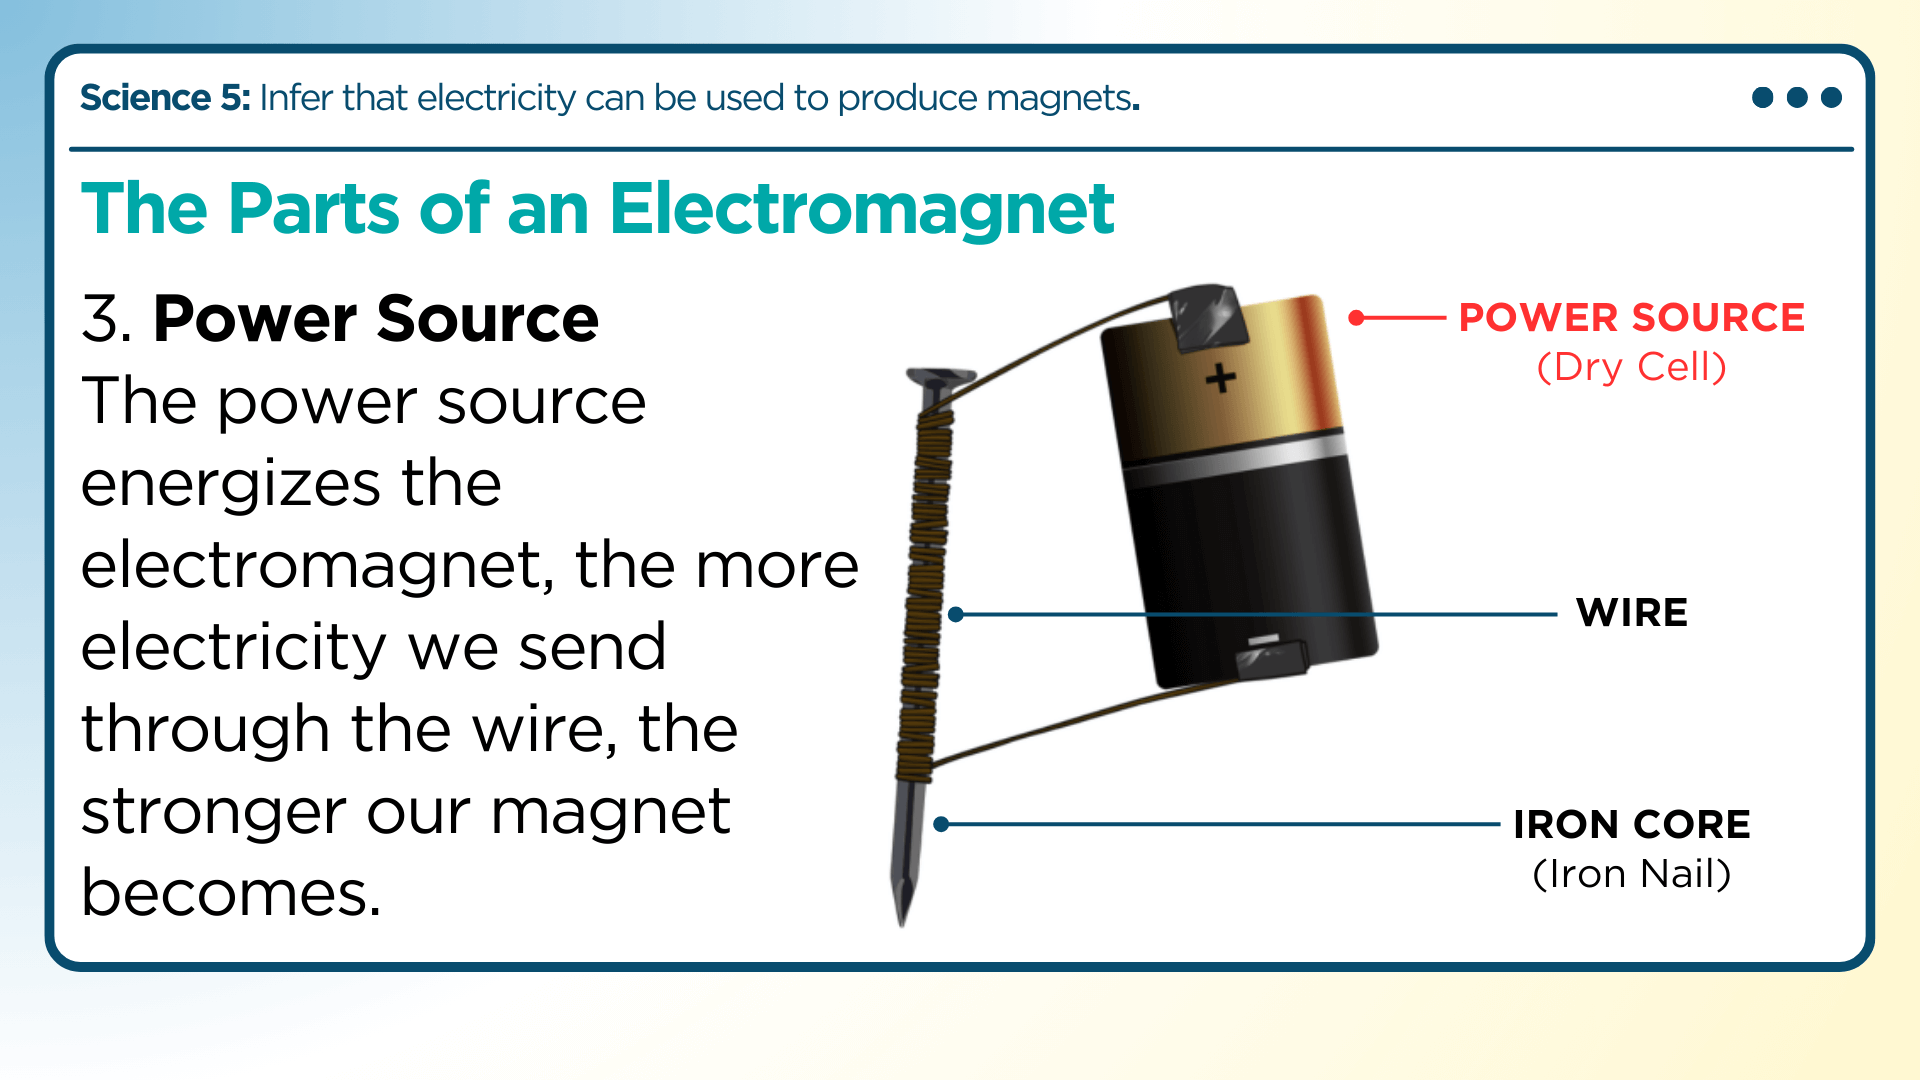 Science 5: Infer that electricity can be used to produce magnets.
The Parts of an Electromagnet
3. Power Source
The power source
energizes the
electromagnet, the more
electricity we send
through the wire, the
stronger our magnet
becomes.
+
POWER SOURCE
(Dry Cell)
WIRE
IRON CORE
(Iron Nail)